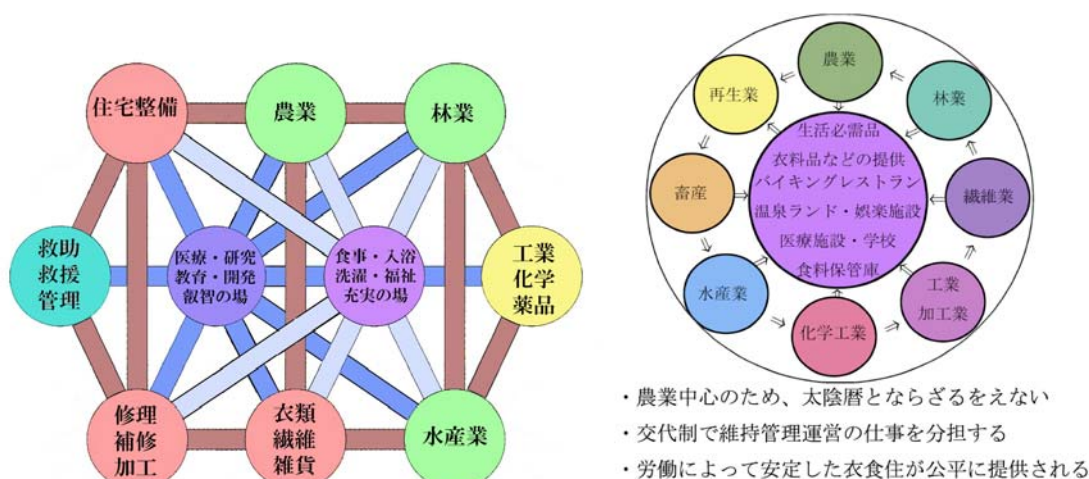 住宅整備
農業
林業
救助
救援
管理
医療・研究
教育・開発
叡智の場
食事・入浴
洗濯・福祉
充実の場
工業
化学
薬品
修理
補修
加工
衣類
繊維
雑貨
水産業
農業
再生業
林業
畜産
生活必需品
衣料品などの提供
バイキングレストラン
温泉ランド・娯楽施設
医療施設・学校
食料保管庫
繊維業
水産業
化学工業
工業
加工業
・農業中心のため、太陰暦とならざるをえない
・交代制で維持管理運営の仕事を分担する
・労働によって安定した衣食住が公平に提供される